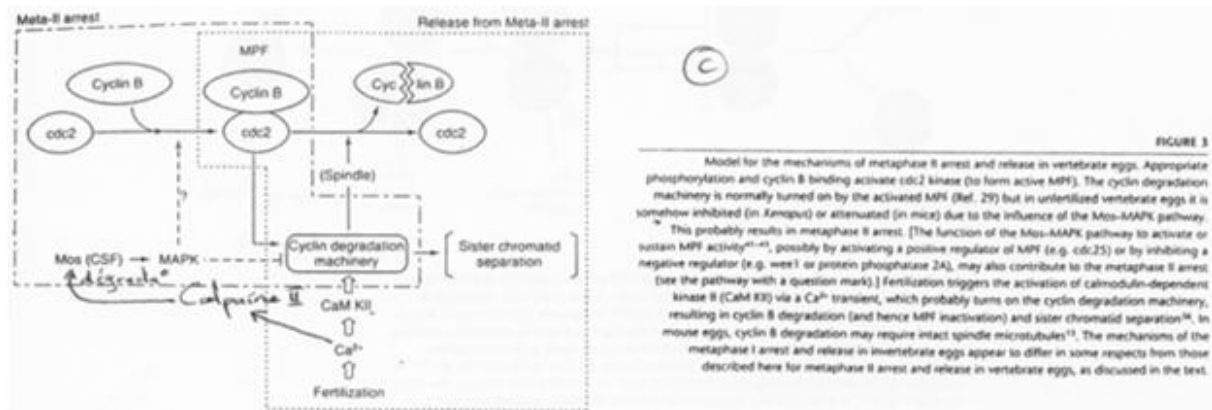 Meta-II arrest
Release from Meta-II arrest
MPF
Cyclin B
Cyclin B
Cyc lin B
cdc2
cdc2
cdc2
(Spindle)
?
Mos (CSF)
MAPK
Cyclin degradation
machinery
Sister chromatid
separation
dégrada°
Calpaïne II
CaM KII
Ca²⁺
Fertilization
C
FIGURE 3
Model for the mechanisms of metaphase II arrest and release in vertebrate eggs. Appropriate
phosphorylation and cyclin B binding activate cdc2 kinase (to form active MPF). The cyclin degradation
machinery is normally turned on by the activated MPF (Ref. 29) but in unfertilized vertebrate eggs it is
somehow inhibited (in Xenopus) or attenuated (in mice) due to the influence of the Mos–MAPK pathway.
This probably results in metaphase II arrest. [The function of the Mos–MAPK pathway to activate or
sustain MPF activity⁴¹⁻⁴³, possibly by activating a positive regulator of MPF (e.g. cdc25) or by inhibiting a
negative regulator (e.g. wee1 or protein phosphatase 2A), may also contribute to the metaphase II arrest
(see the pathway with a question mark).] Fertilization triggers the activation of calmodulin-dependent
kinase II (CaM KII) via a Ca²⁺ transient, which probably turns on the cyclin degradation machinery,
resulting in cyclin B degradation (and hence MPF inactivation) and sister chromatid separation. In
mouse eggs, cyclin B degradation may require intact spindle microtubules. The mechanisms of the
metaphase I arrest and release in invertebrate eggs appear to differ in some respects from those
described here for metaphase II arrest and release in vertebrate eggs, as discussed in the text.